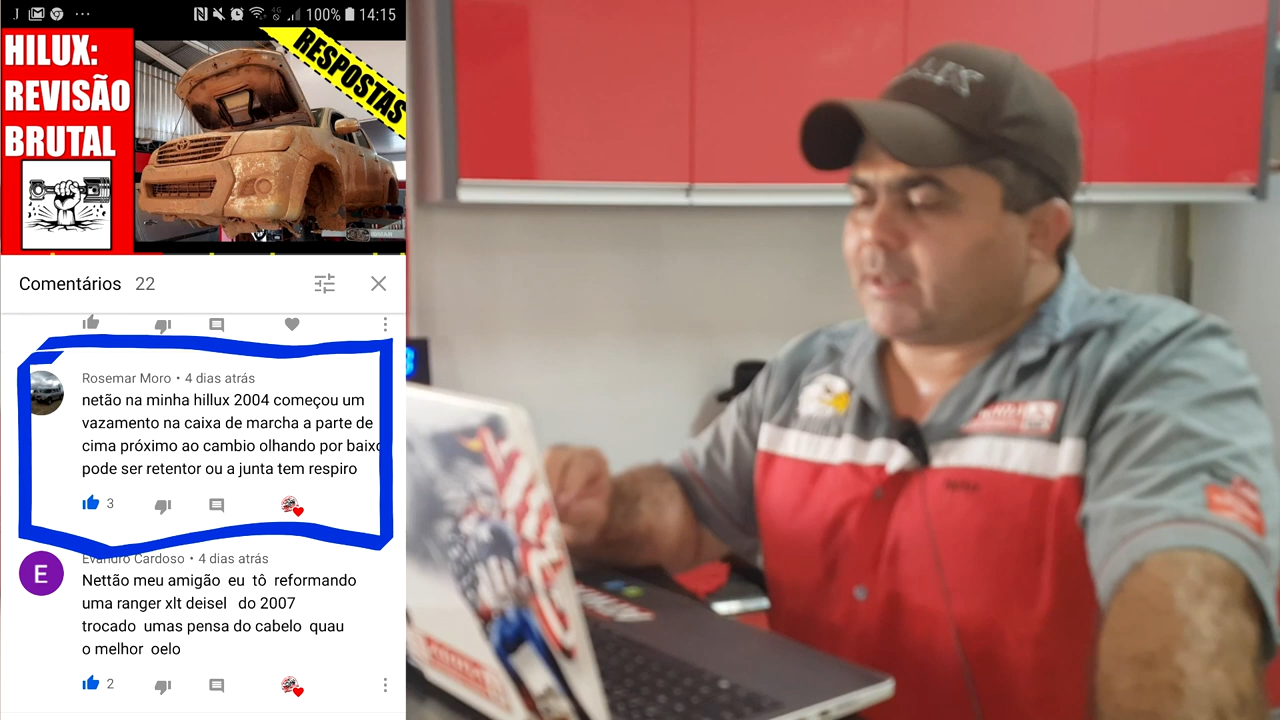 100% 14:15
HILUX:
REVISÃO
BRUTAL
RESPOSTAS
Comentários 22
Rosemar Moro • 4 dias atrás
netão na minha hillux 2004 começou um
vazamento na caixa de marcha a parte de
cima próximo ao cambio olhando por baixo
pode ser retentor ou a junta tem respiro
3
E
Evandro Cardoso • 4 dias atrás
Nettão meu amigão eu tô reformando
uma ranger xlt deisel do 2007
trocado umas pensa do cabelo quau
o melhor oelo
2